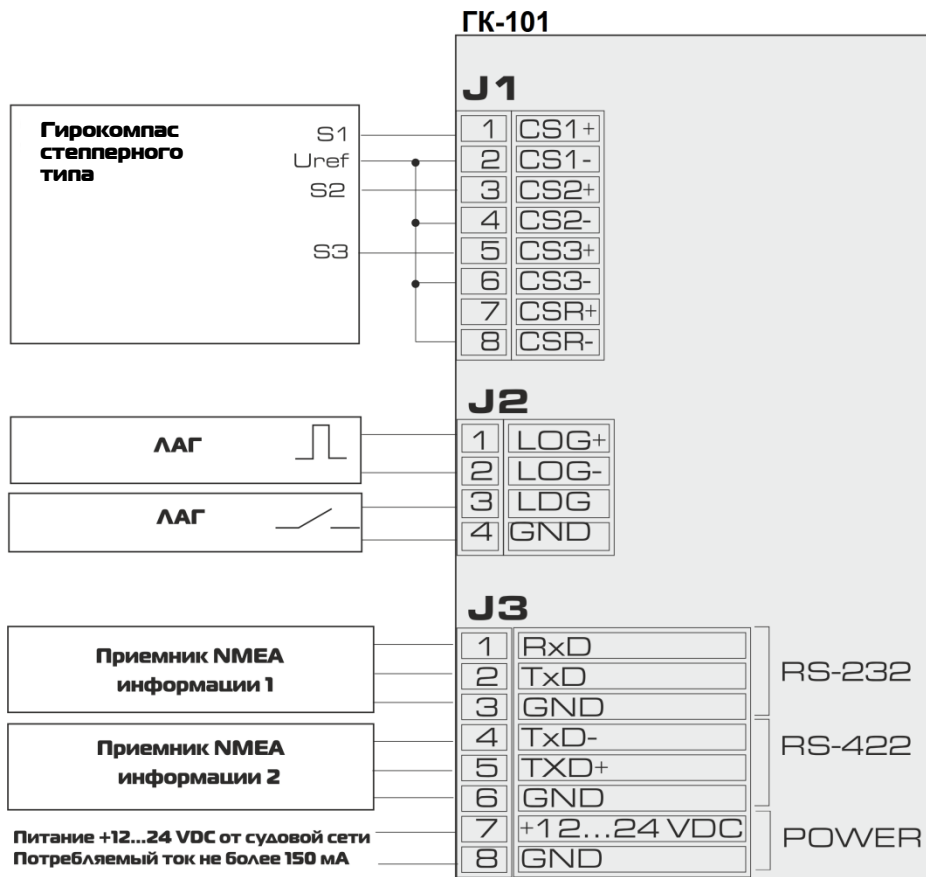 ГК-101
J1
Гирокомпас
степперного
типа
S1
Uref
S2
S3
1 CS1+
2 CS1-
3 CS2+
4 CS2-
5 CS3+
6 CS3-
7 CSR+
8 CSR-
J2
ЛАГ
ЛАГ
1 LOG+
2 LOG-
3 LDG
4 GND
J3
Приемник NMEA
информации 1
Приемник NMEA
информации 2
1 RxD
2 TxD
3 GND
RS-232
4 TxD-
5 TXD+
6 GND
RS-422
7 +12...24 VDC
8 GND
POWER
Питание +12...24 VDC от судовой сети
Потребляемый ток не более 150 мА